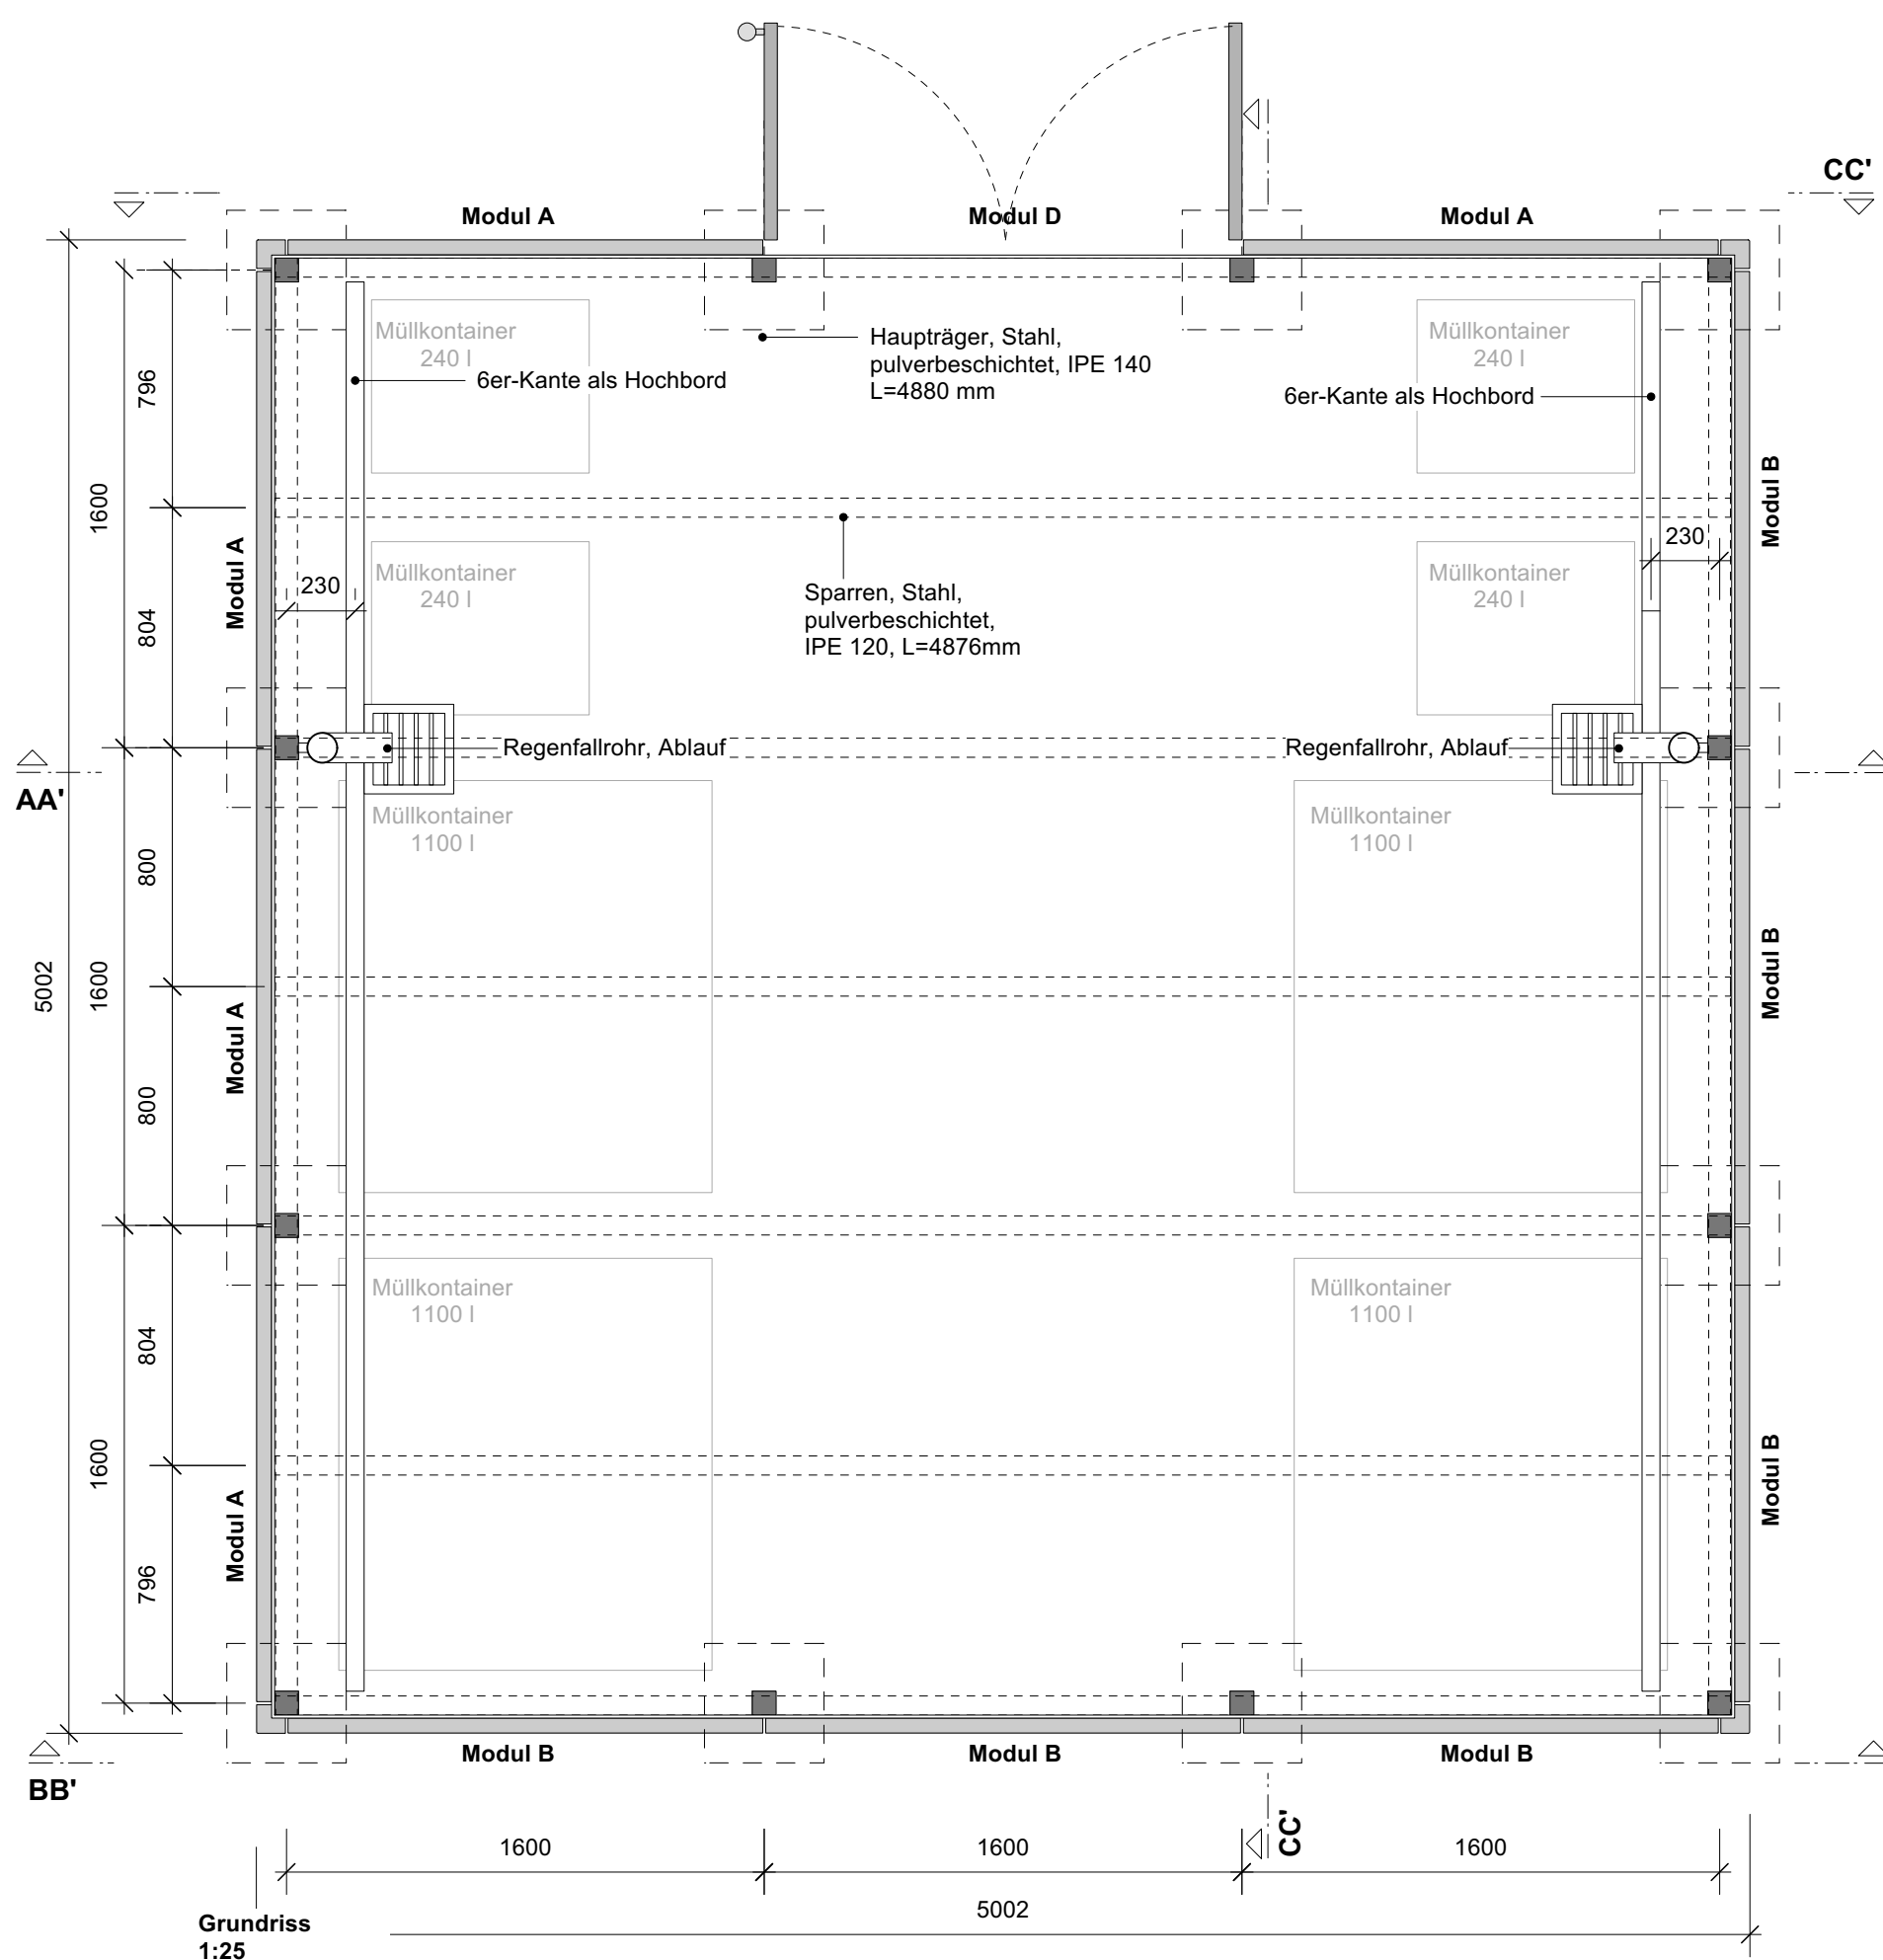 CC'
Modul A
Modul D
Modul A
Müllkontainer
240 l
Haupträger, Stahl,
pulverbeschichtet, IPE 140
L=4880 mm
Müllkontainer
240 l
6er-Kante als Hochbord
6er-Kante als Hochbord
796
1600
804
Modul A
Modul B
230
230
Müllkontainer
240 l
Sparren, Stahl,
pulverbeschichtet,
IPE 120, L=4876mm
Müllkontainer
240 l
Regenfallrohr, Ablauf
Regenfallrohr, Ablauf
AA'
Müllkontainer
1100 l
Müllkontainer
1100 l
800
5002
1600
800
Modul A
Modul B
Müllkontainer
1100 l
Müllkontainer
1100 l
804
1600
796
Modul A
Modul B
Modul B
Modul B
Modul B
BB'
CC'
1600
1600
1600
5002
Grundriss
1:25